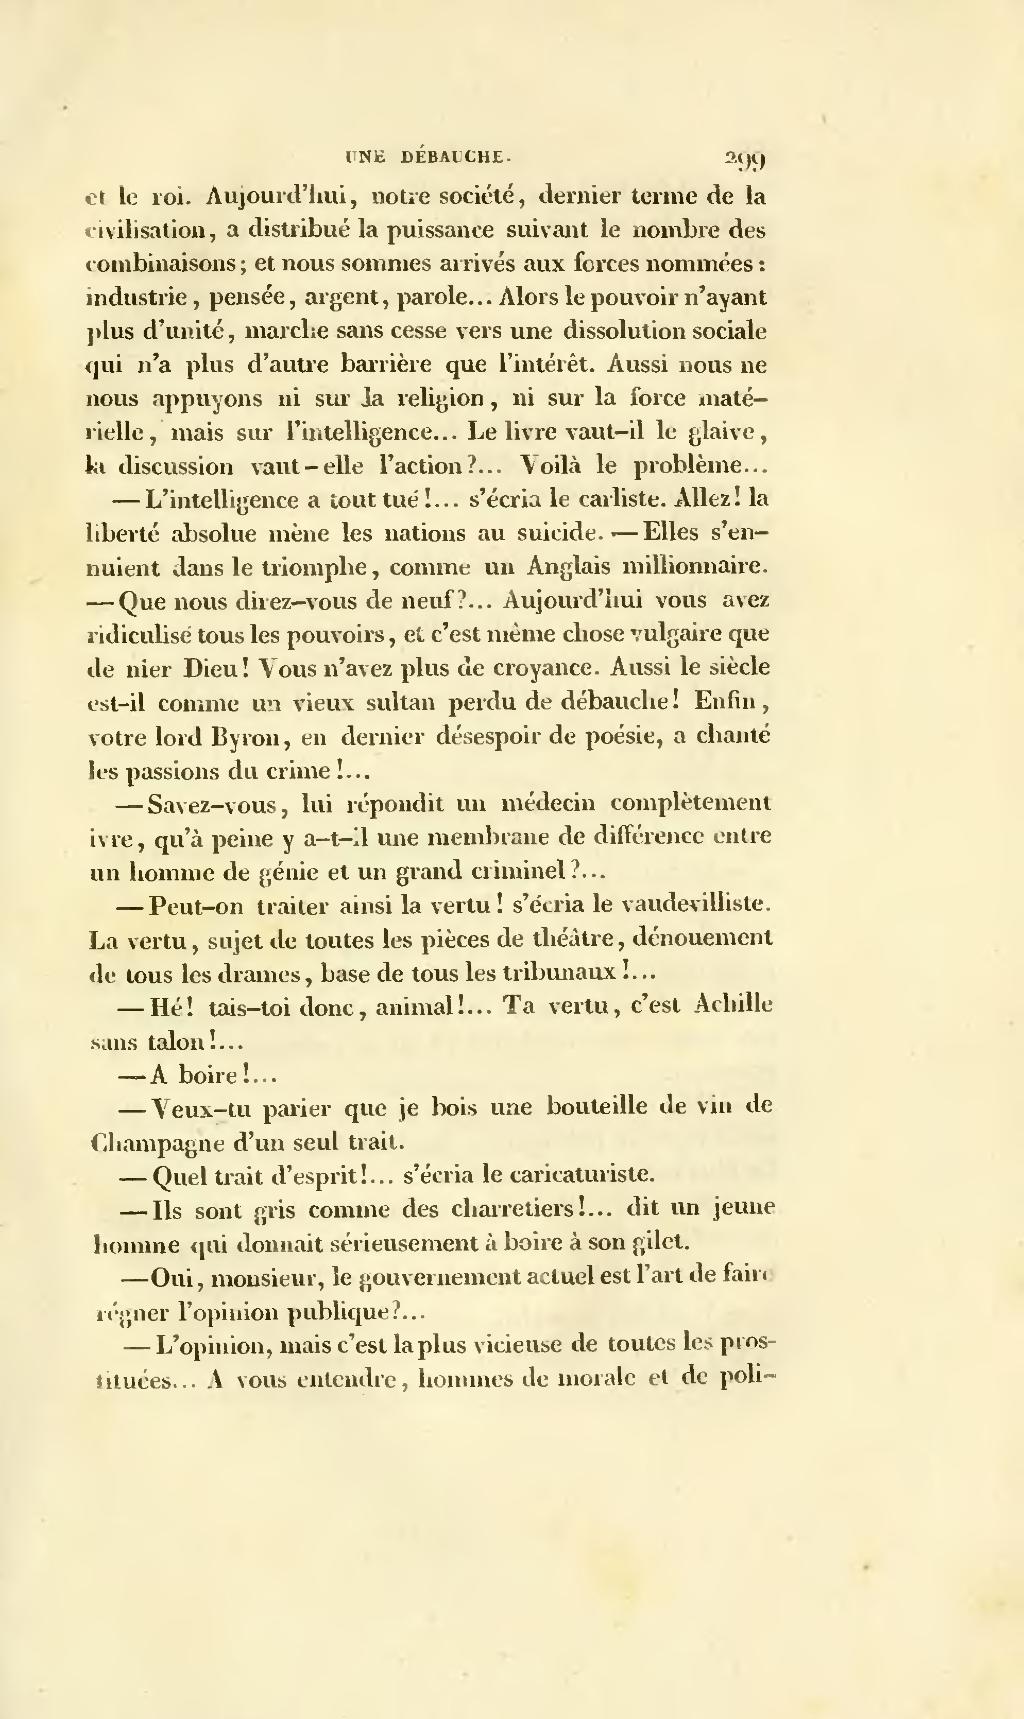 UNE DÉBAUCHE. 299
et le roi. Aujourd'hui, notre société, dernier terme de la
civilisation, a distribué la puissance suivant le nombre des
combinaisons; et nous sommes arrivés aux forces nommées :
industrie, pensée, argent, parole... Alors le pouvoir n'ayant
plus d'unité, marche sans cesse vers une dissolution sociale
qui n'a plus d'autre barrière que l'intérêt. Aussi nous ne
nous appuyons ni sur la religion, ni sur la force maté-
rielle, mais sur l'intelligence... Le livre vaut-il le glaive,
la discussion vaut-elle l'action?... Voilà le problème...
— L'intelligence a tout tué!... s'écria le carliste. Allez! la
liberté absolue mène les nations au suicide. — Elles s'en-
nuient dans le triomphe, comme un Anglais millionnaire.
— Que nous direz-vous de neuf?... Aujourd'hui vous avez
ridiculisé tous les pouvoirs, et c'est même chose vulgaire que
de nier Dieu! Vous n'avez plus de croyance. Aussi le siècle
est-il comme un vieux sultan perdu de débauche! Enfin,
votre lord Byron, en dernier désespoir de poésie, a chanté
les passions du crime!...
— Savez-vous, lui répondit un médecin complètement
ivre, qu'à peine y a-t-il une membrane de différence entre
un homme de génie et un grand criminel?...
— Peut-on traiter ainsi la vertu! s'écria le vaudevilliste.
La vertu, sujet de toutes les pièces de théâtre, dénouement
de tous les drames, base de tous les tribunaux!...
— Hé! tais-toi donc, animal!... Ta vertu, c'est Achille
sans talon!...
— A boire!...
— Veux-tu parier que je bois une bouteille de vin de
Champagne d'un seul trait.
— Quel trait d'esprit!... s'écria le caricaturiste.
— Ils sont gris comme des charretiers!... dit un jeune
homme qui donnait sérieusement à boire à son gilet.
— Oui, monsieur, le gouvernement actuel est l'art de faire
régner l'opinion publique?...
— L'opinion, mais c'est la plus vicieuse de toutes les pros-
tituées... A vous entendre, hommes de morale et de poli-